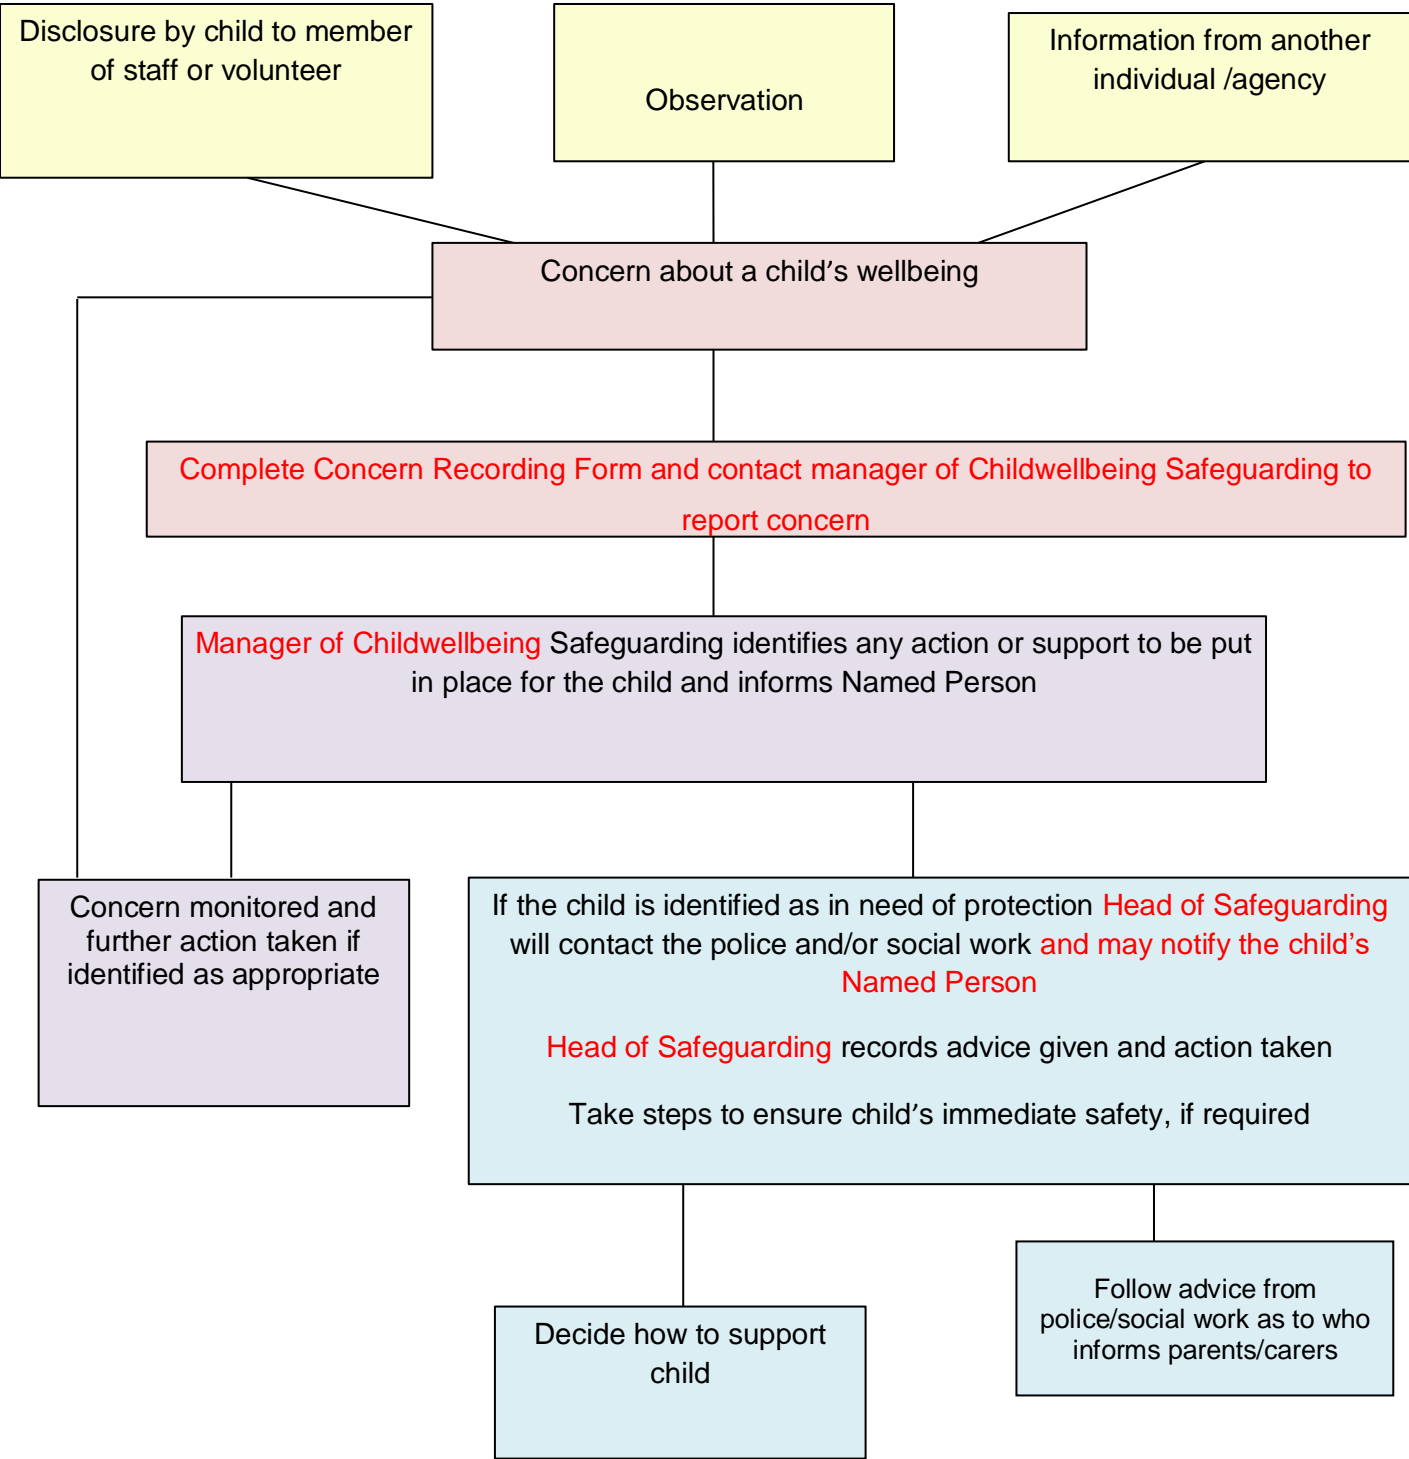 Disclosure by child to member
of staff or volunteer
Observation
Information from another
individual /agency
Concern about a child’s wellbeing
Complete Concern Recording Form and contact manager of Childwellbeing Safeguarding to
report concern
Manager of Childwellbeing Safeguarding identifies any action or support to be put
in place for the child and informs Named Person
Concern monitored and
further action taken if
identified as appropriate
If the child is identified as in need of protection Head of Safeguarding
will contact the police and/or social work and may notify the child’s
Named Person
Head of Safeguarding records advice given and action taken
Take steps to ensure child’s immediate safety, if required
Decide how to support
child
Follow advice from
police/social work as to who
informs parents/carers